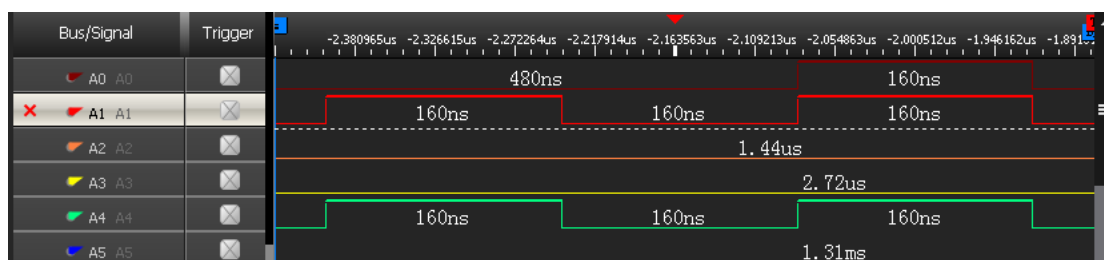 Bus/Signal Trigger
-2.380965us -2.326615us -2.272264us -2.217914us -2.163563us -2.109213us -2.054863us -2.000512us -1.946162us
A0 A0 480ns 160ns
A1 A1 160ns 160ns 160ns
A2 A2 1.44us
A3 A3 2.72us
A4 A4 160ns 160ns 160ns
A5 A5 1.31ms